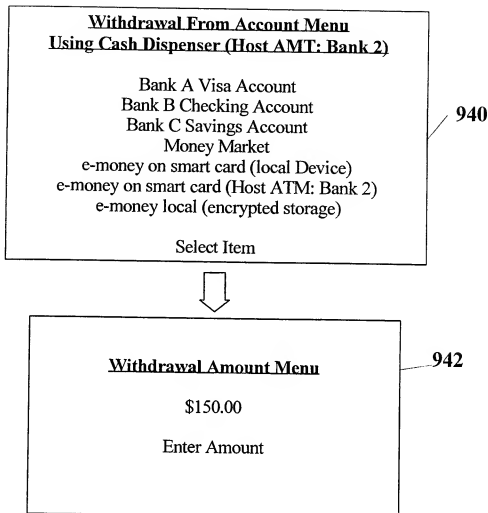 Withdrawal From Account Menu
Using Cash Dispenser (Host AMT: Bank 2)
Bank A Visa Account
Bank B Checking Account
Bank C Savings Account
Money Market
e-money on smart card (local Device)
e-money on smart card (Host ATM: Bank 2)
e-money local (encrypted storage)
Select Item
940
Withdrawal Amount Menu
942
$150.00
Enter Amount